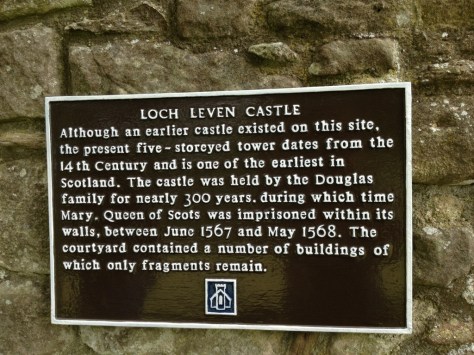 LOCH LEVEN CASTLE
Although an earlier castle existed on this site,
the present five-storeyed tower dates from the
14th Century and is one of the earliest in
Scotland. The castle was held by the Douglas
family for nearly 300 years. during which time
Mary. Queen of Scots was imprisoned within its
walls, between June 1567 and May 1568. The
courtyard contained a number of buildings of
which only fragments remain.